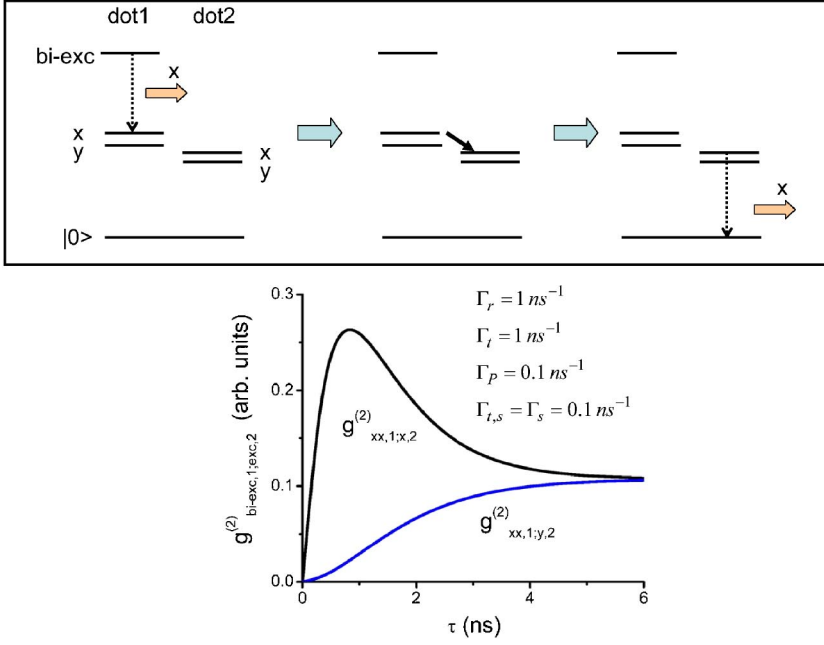 dot1 dot2
bi-exc
x
x
y
x
y
x
|0>
0.3
0.2
0.1
0.0
0 2 4 6
g⁽²⁾bi-exc,1;exc,2 (arb. units)
τ (ns)
Γr = 1 ns⁻¹
Γt = 1 ns⁻¹
ΓP = 0.1 ns⁻¹
Γt,s = Γs = 0.1 ns⁻¹
g⁽²⁾xx,1;x,2
g⁽²⁾xx,1;y,2